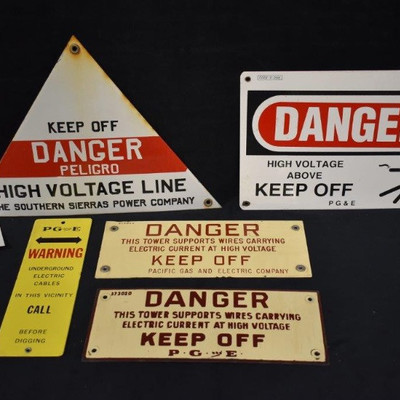 KEEP OFF
DANGER
PELIGRO
HIGH VOLTAGE LINE
THE SOUTHERN SIERRAS POWER COMPANY
DANGER
HIGH VOLTAGE
ABOVE
KEEP OFF
PG&E
PG and E
WARNING
UNDERGROUND
ELECTRIC
CABLES
IN THIS VICINITY
CALL
BEFORE
DIGGING
DANGER
THIS TOWER SUPPORTS WIRES CARRYING
ELECTRIC CURRENT AT HIGH VOLTAGE
KEEP OFF
PACIFIC GAS AND ELECTRIC COMPANY
DANGER
THIS TOWER SUPPORTS WIRES CARRYING
ELECTRIC CURRENT AT HIGH VOLTAGE
KEEP OFF
P·G·and E·